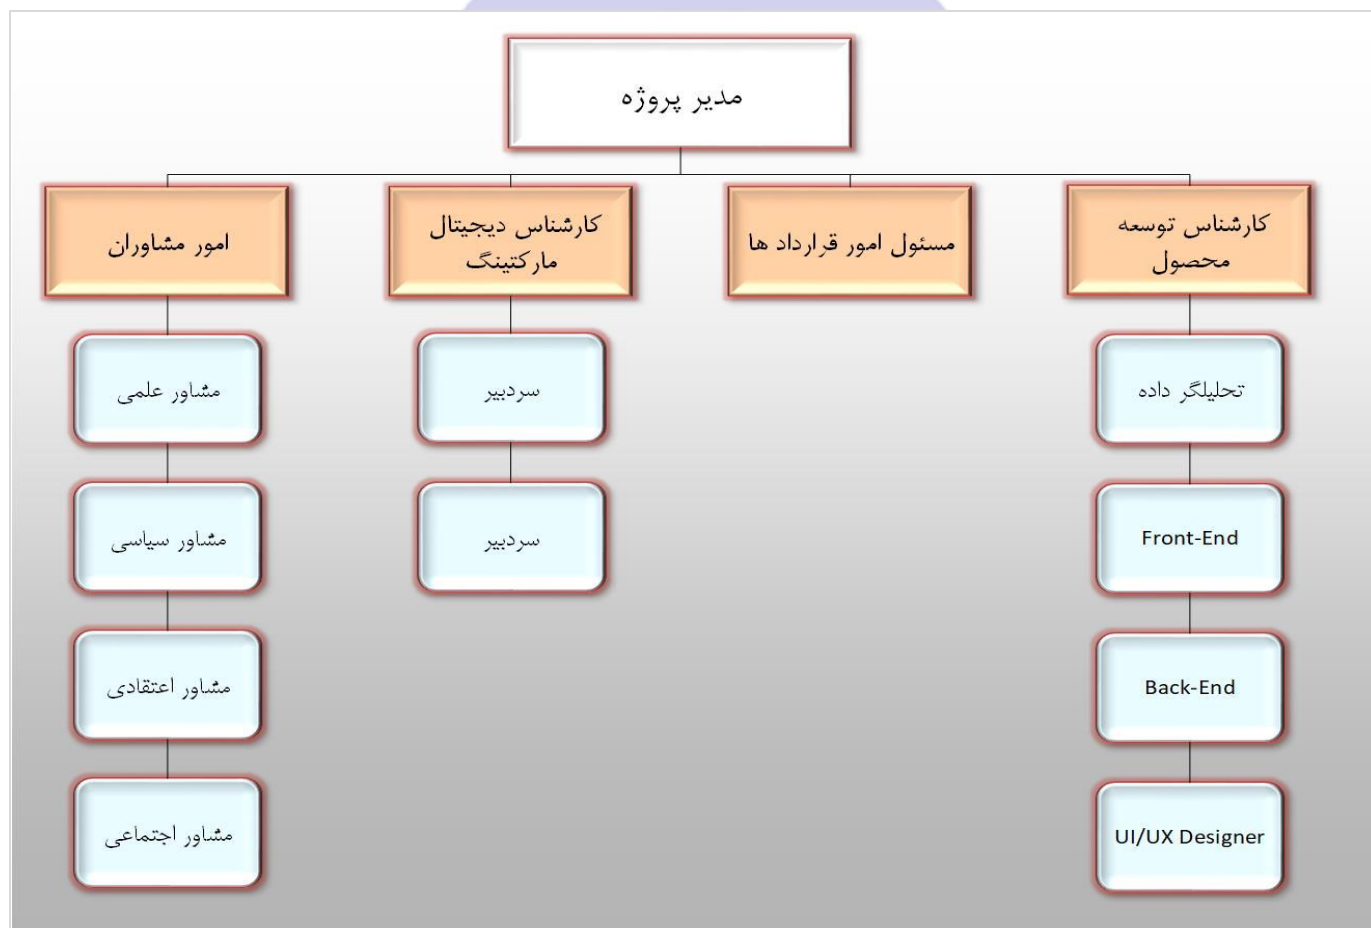 مدیر پروژه
کارشناس توسعه
محصول
مسئول امور قرارداد ها
کارشناس دیجیتال
مارکتینگ
امور مشاوران
تحلیلگر داده
Front-End
Back-End
UI/UX Designer
سردبیر
سردبیر
مشاور علمی
مشاور سیاسی
مشاور اعتقادی
مشاور اجتماعی